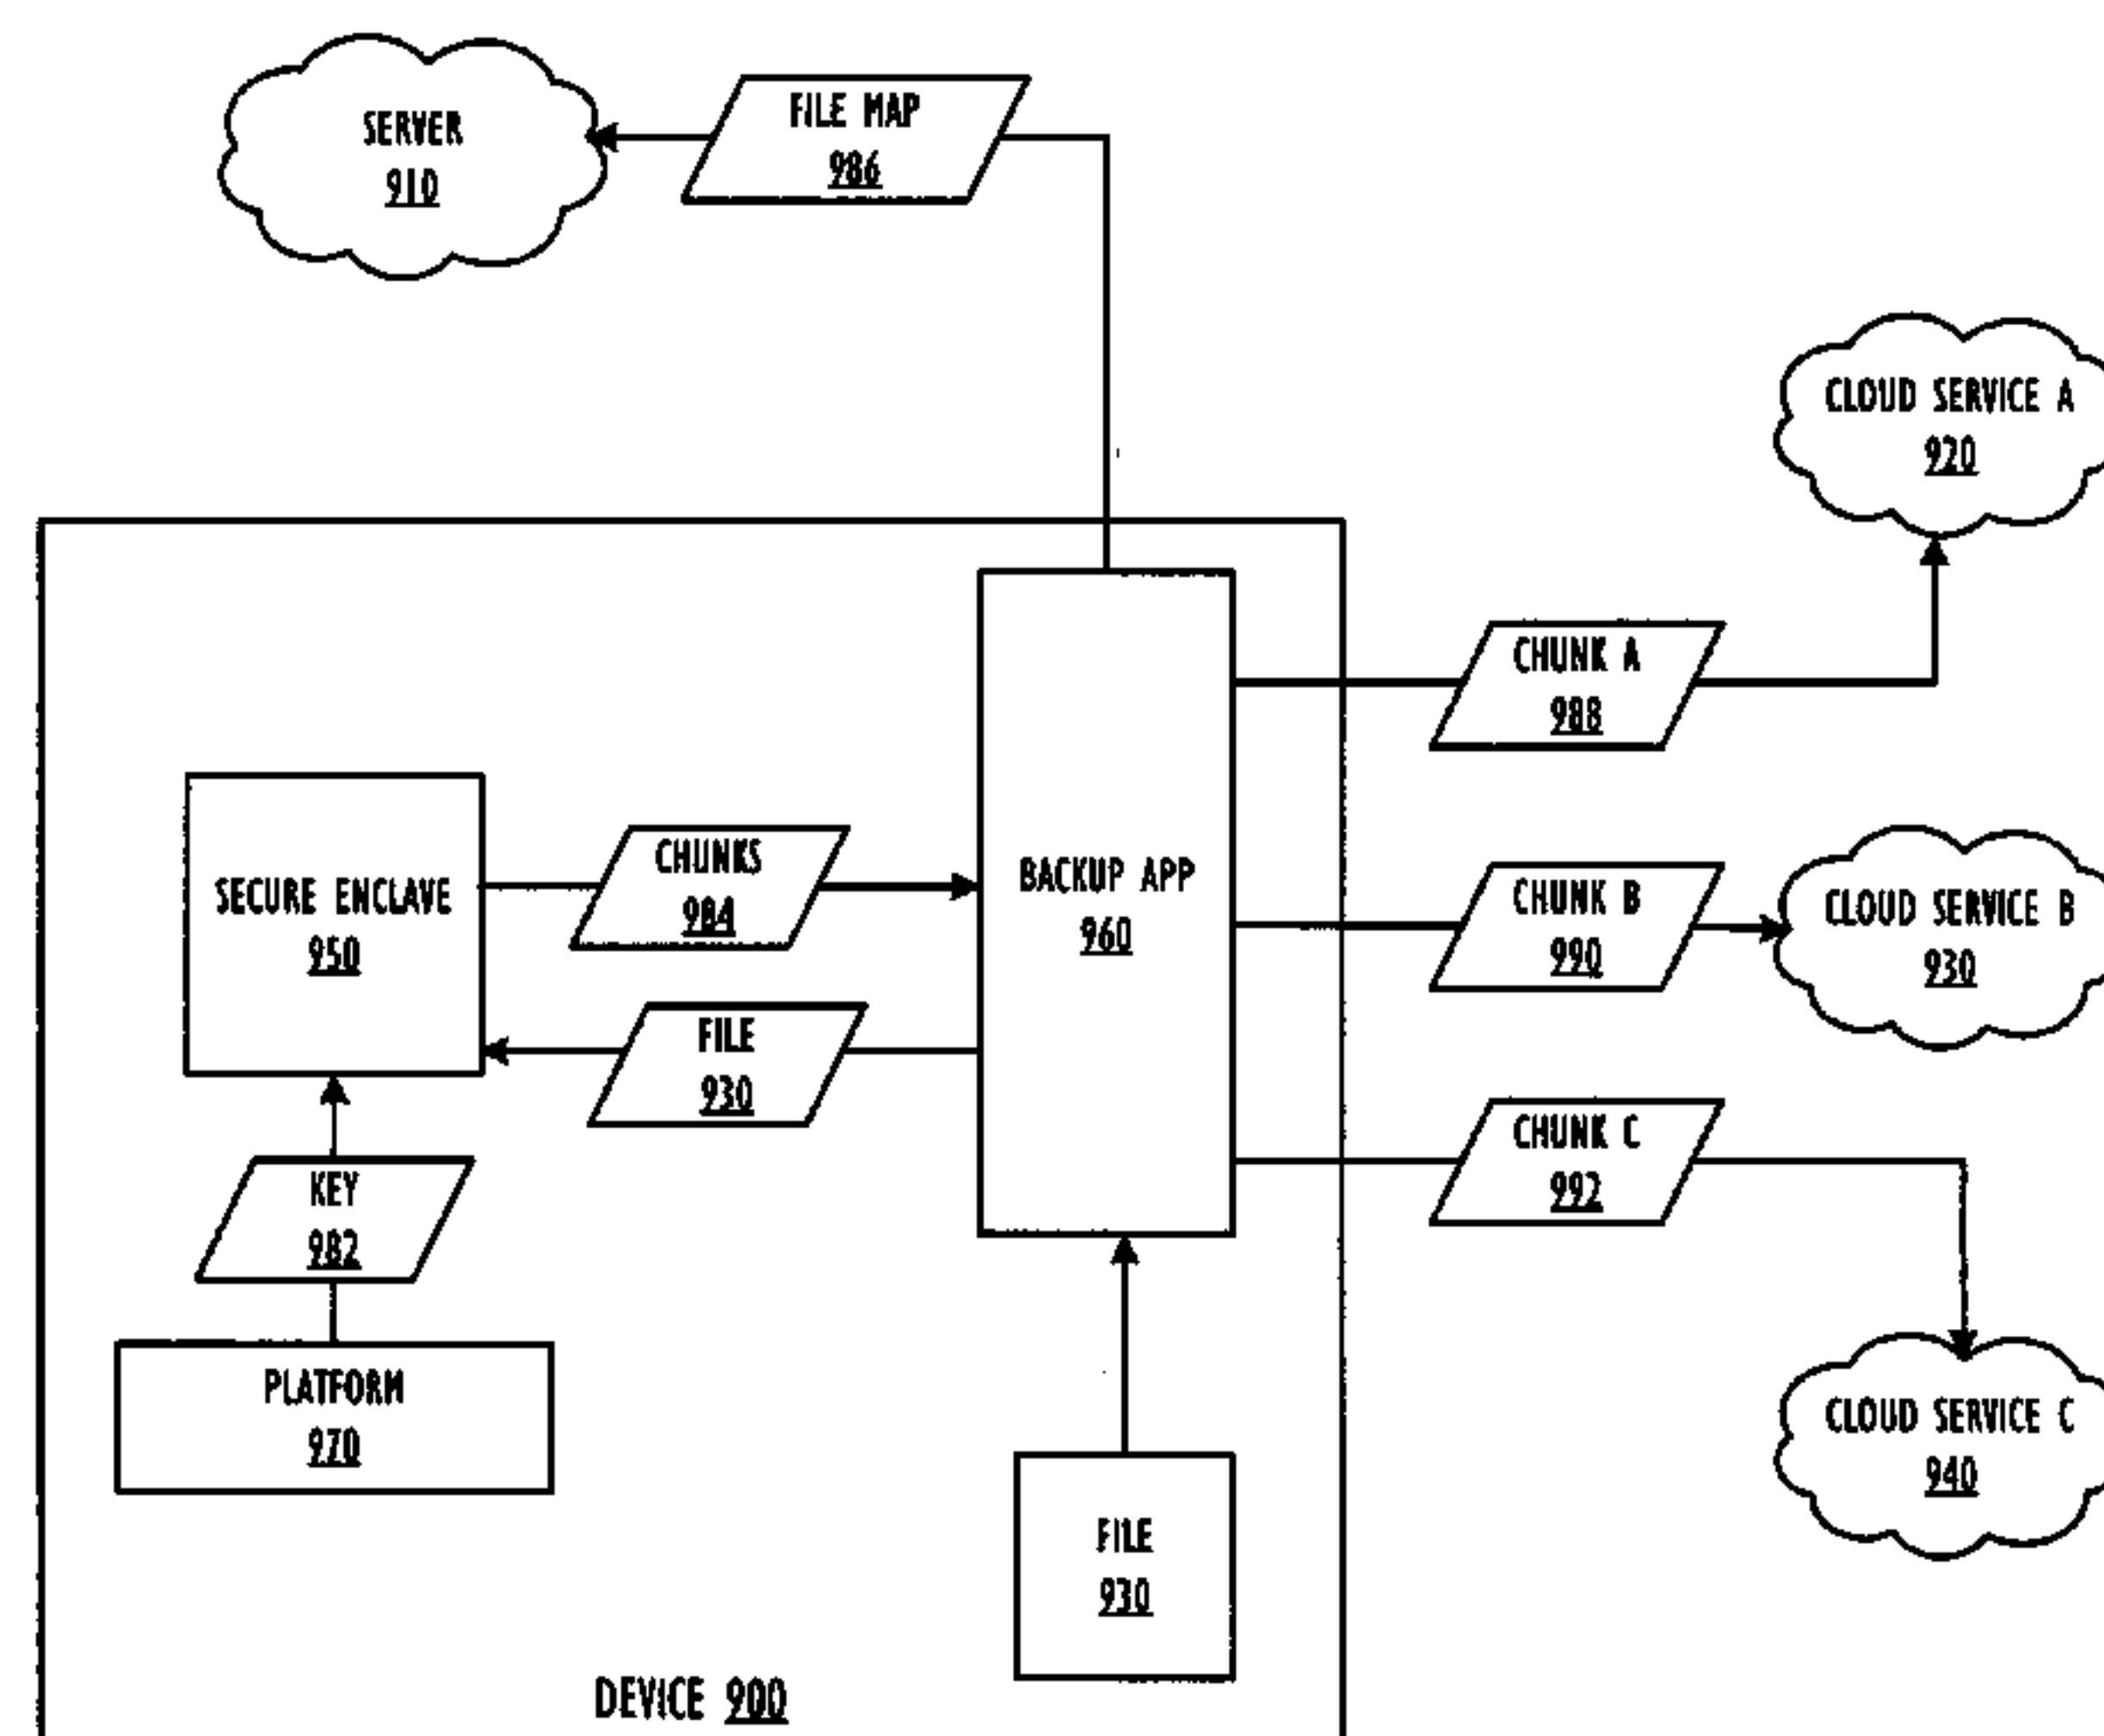 SERVER
910
FILE MAP
986
CLOUD SERVICE A
920
CHUNK A
988
CHUNKS
984
SECURE ENCLAVE
950
BACKUP APP
960
CHUNK B
990
CLOUD SERVICE B
930
FILE
930
CHUNK C
992
KEY
982
PLATFORM
970
CLOUD SERVICE C
940
FILE
930
DEVICE 900